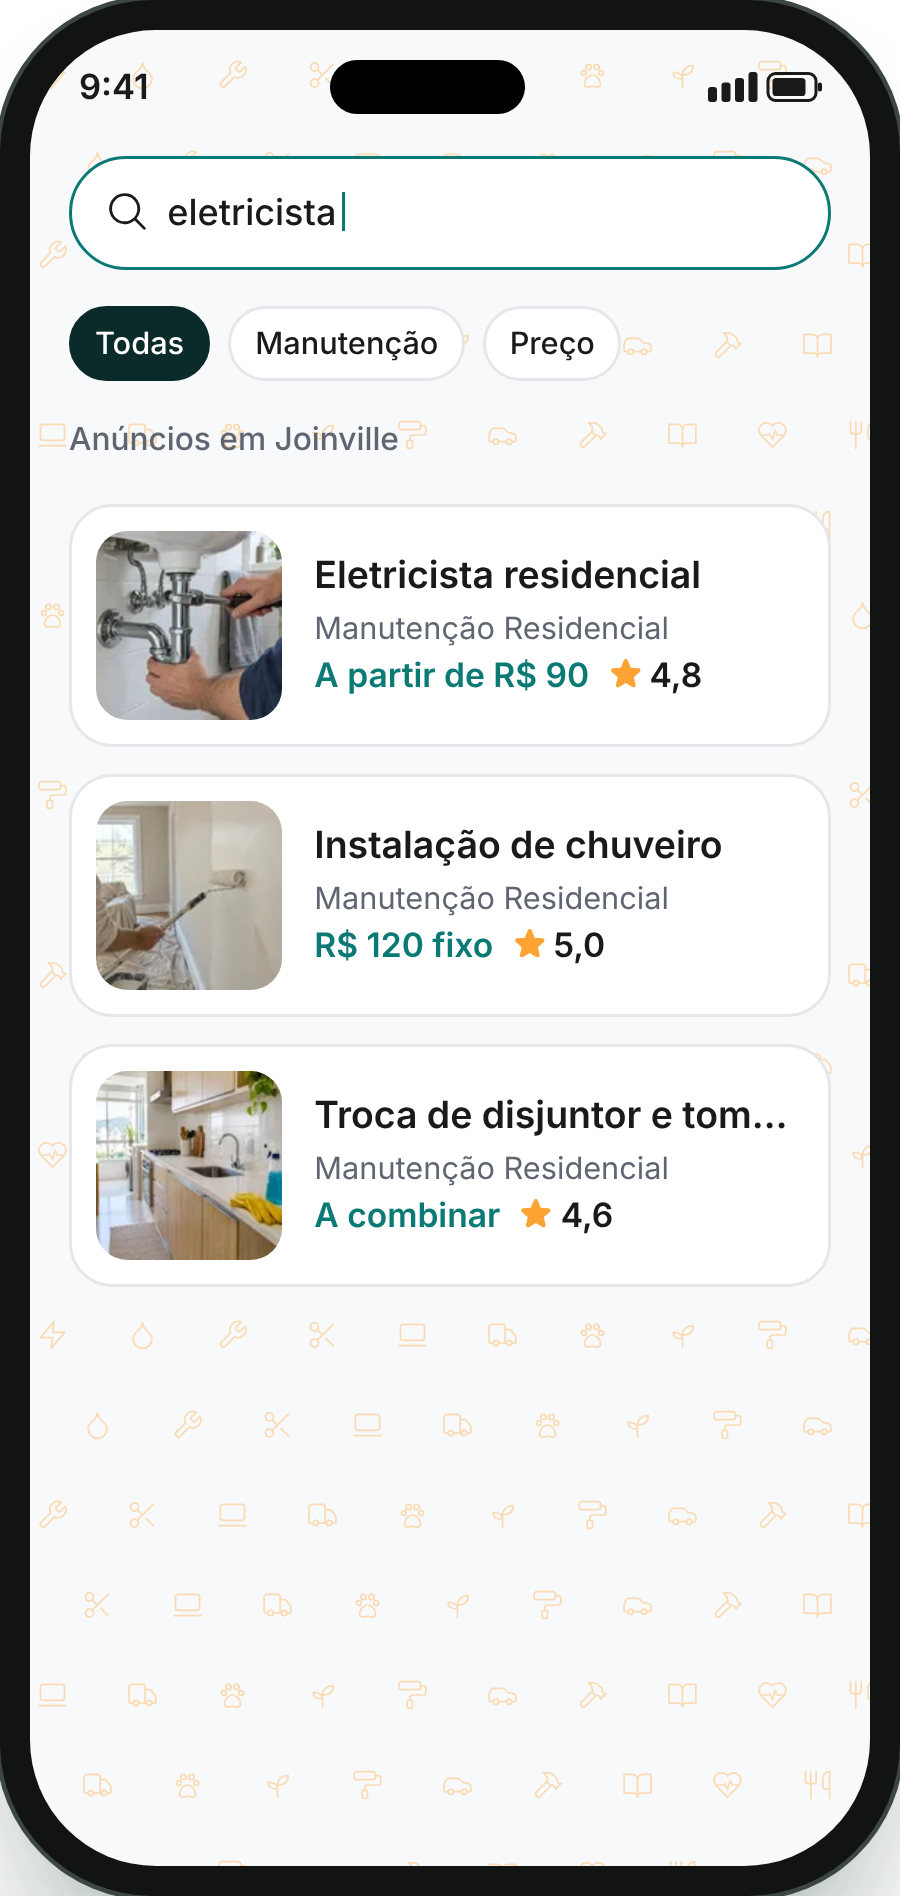 9:41
eletricista
Todas Manutenção Preço
Anúncios em Joinville
Eletricista residencial
Manutenção Residencial
A partir de R$ 90 4,8
Instalação de chuveiro
Manutenção Residencial
R$ 120 fixo 5,0
Troca de disjuntor e tom...
Manutenção Residencial
A combinar 4,6